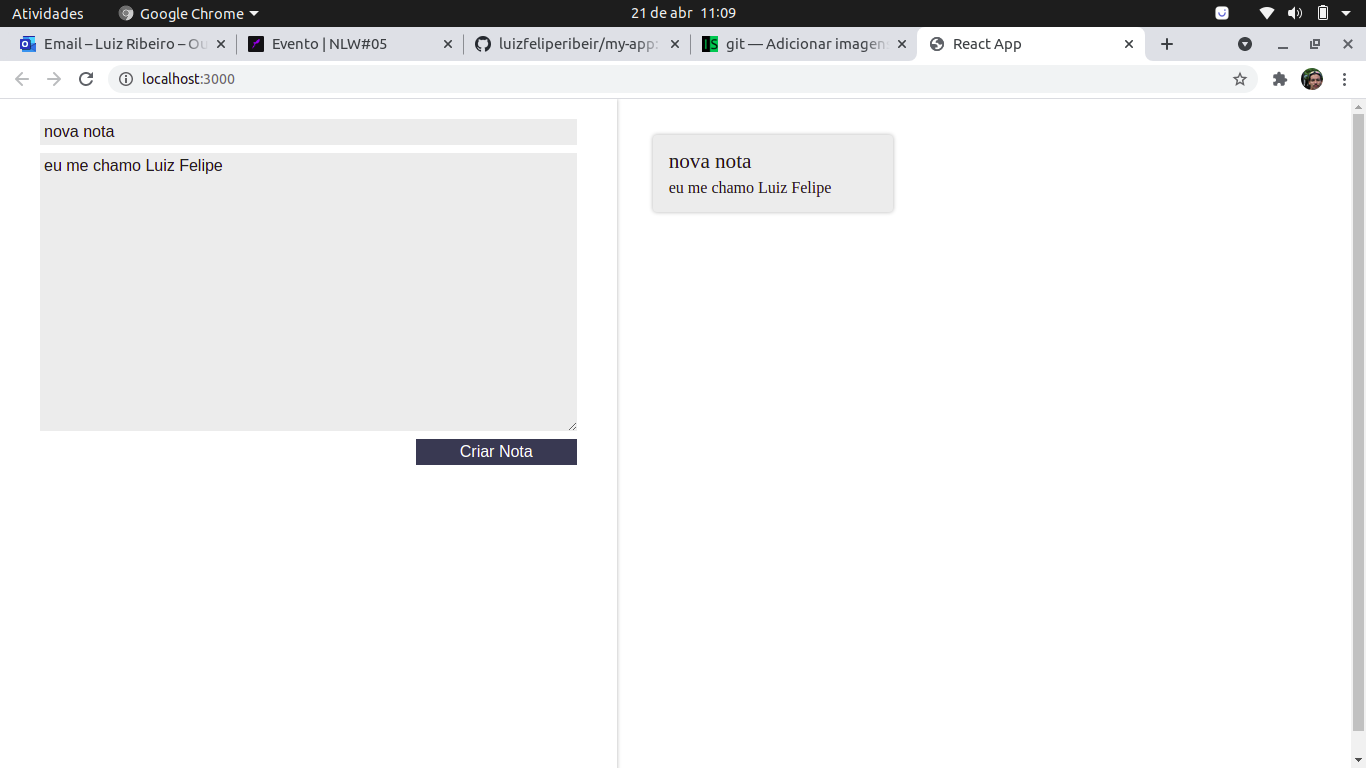 Atividades Google Chrome 21 de abr 11:09
Email – Luiz Ribeiro – Ou Evento | NLW#05 luizfeliperibeir/my-app: git — Adicionar imagens React App
localhost:3000
nova nota
eu me chamo Luiz Felipe
Criar Nota
nova nota
eu me chamo Luiz Felipe